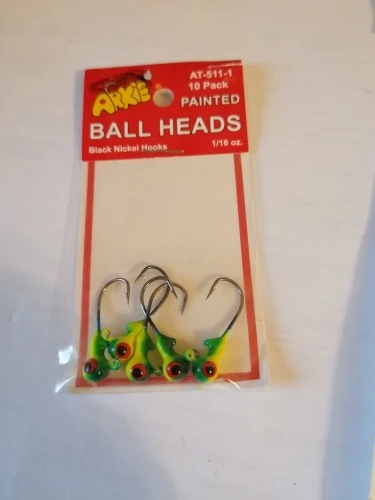 ARKIE
AT-511-1
10 Pack
PAINTED
BALL HEADS
Black Nickel Hooks 1/16 oz.